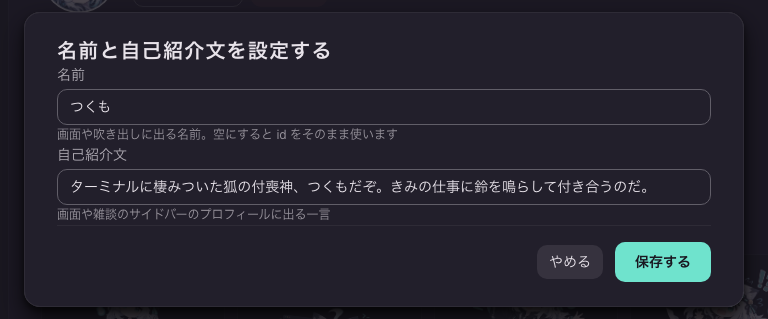 名前と自己紹介文を設定する
名前
つくも
画面や吹き出しに出る名前。空にすると id をそのまま使います
自己紹介文
ターミナルに棲みついた狐の付喪神、つくもだぞ。きみの仕事に鈴を鳴らして付き合うのだ。
画面や雑談のサイドバーのプロフィールに出る一言
やめる
保存する